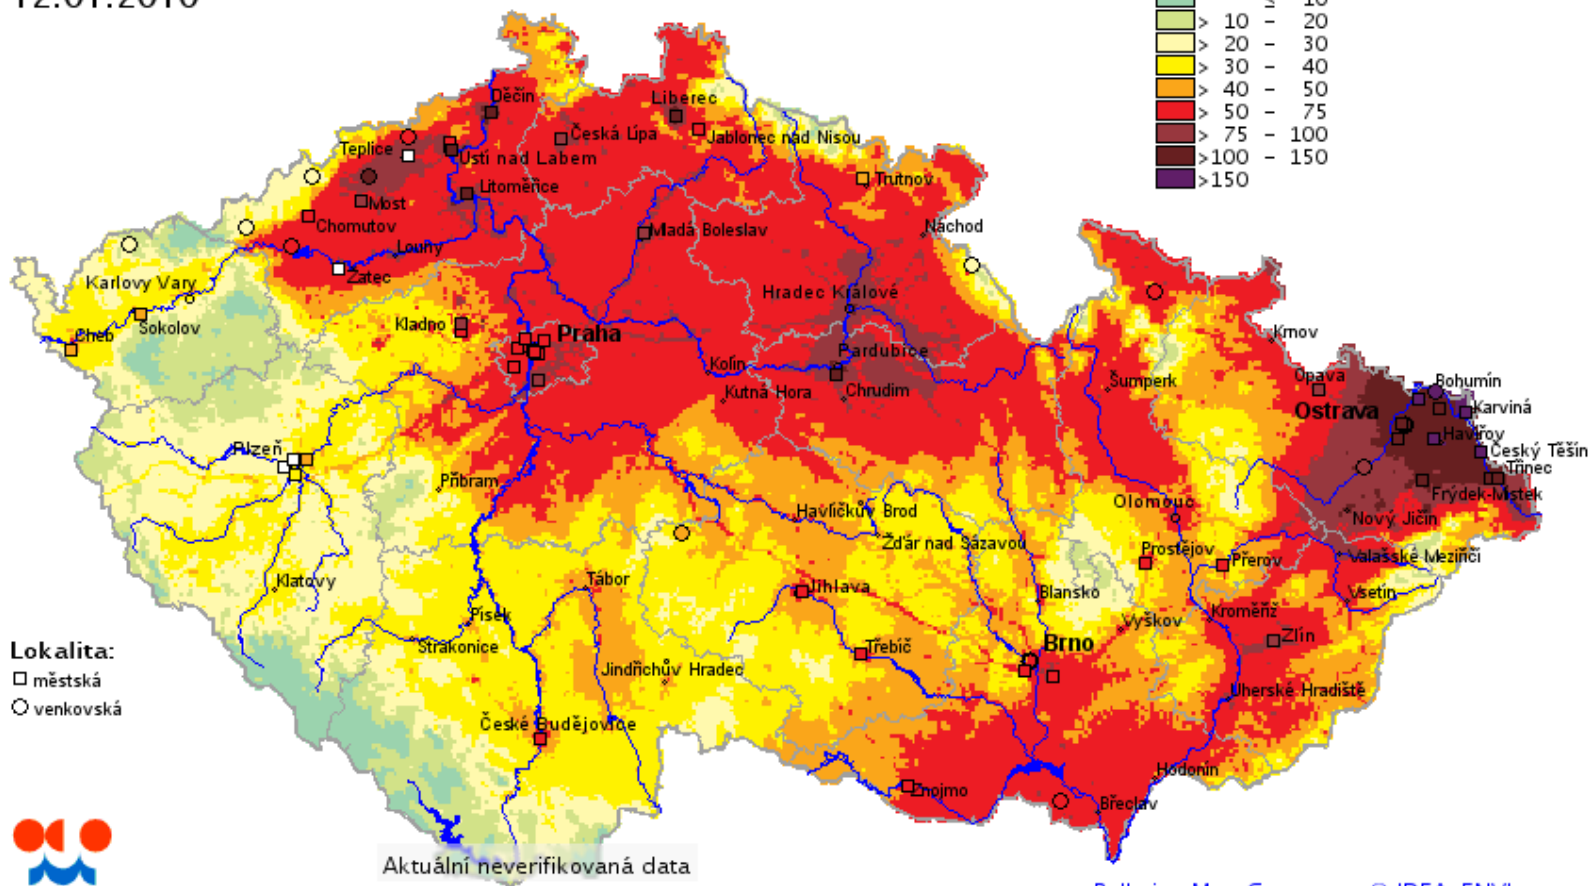 12.01.2010
≤ 10
> 10 - 20
> 20 - 30
> 30 - 40
> 40 - 50
> 50 - 75
> 75 - 100
>100 - 150
>150
Děčín
Liberec
Česká Lípa
Jablonec nad Nisou
Teplice
Ústí nad Labem
Litoměřice
Trutnov
Most
Chomutov
Mladá Boleslav
Náchod
Louny
Žatec
Karlovy Vary
Hradec Králové
Sokolov
Cheb
Kladno
Praha
Krnov
Pardubice
Kolín
Kutná Hora
Chrudim
Šumperk
Opava
Bohumín
Ostrava
Karviná
Havířov
Český Těšín
Třinec
Plzeň
Příbram
Frýdek-Místek
Olomouc
Havlíčkův Brod
Nový Jičín
Žďár nad Sázavou
Prostějov
Přerov
Valašské Meziříčí
Klatovy
Tábor
Jihlava
Blansko
Vsetín
Písek
Kroměříž
Vyškov
Strakonice
Třebíč
Brno
Zlín
Lokalita:
městská
venkovská
Jindřichův Hradec
Uherské Hradiště
České Budějovice
Hodonín
Znojmo
Břeclav
Aktuální neverifikovaná data